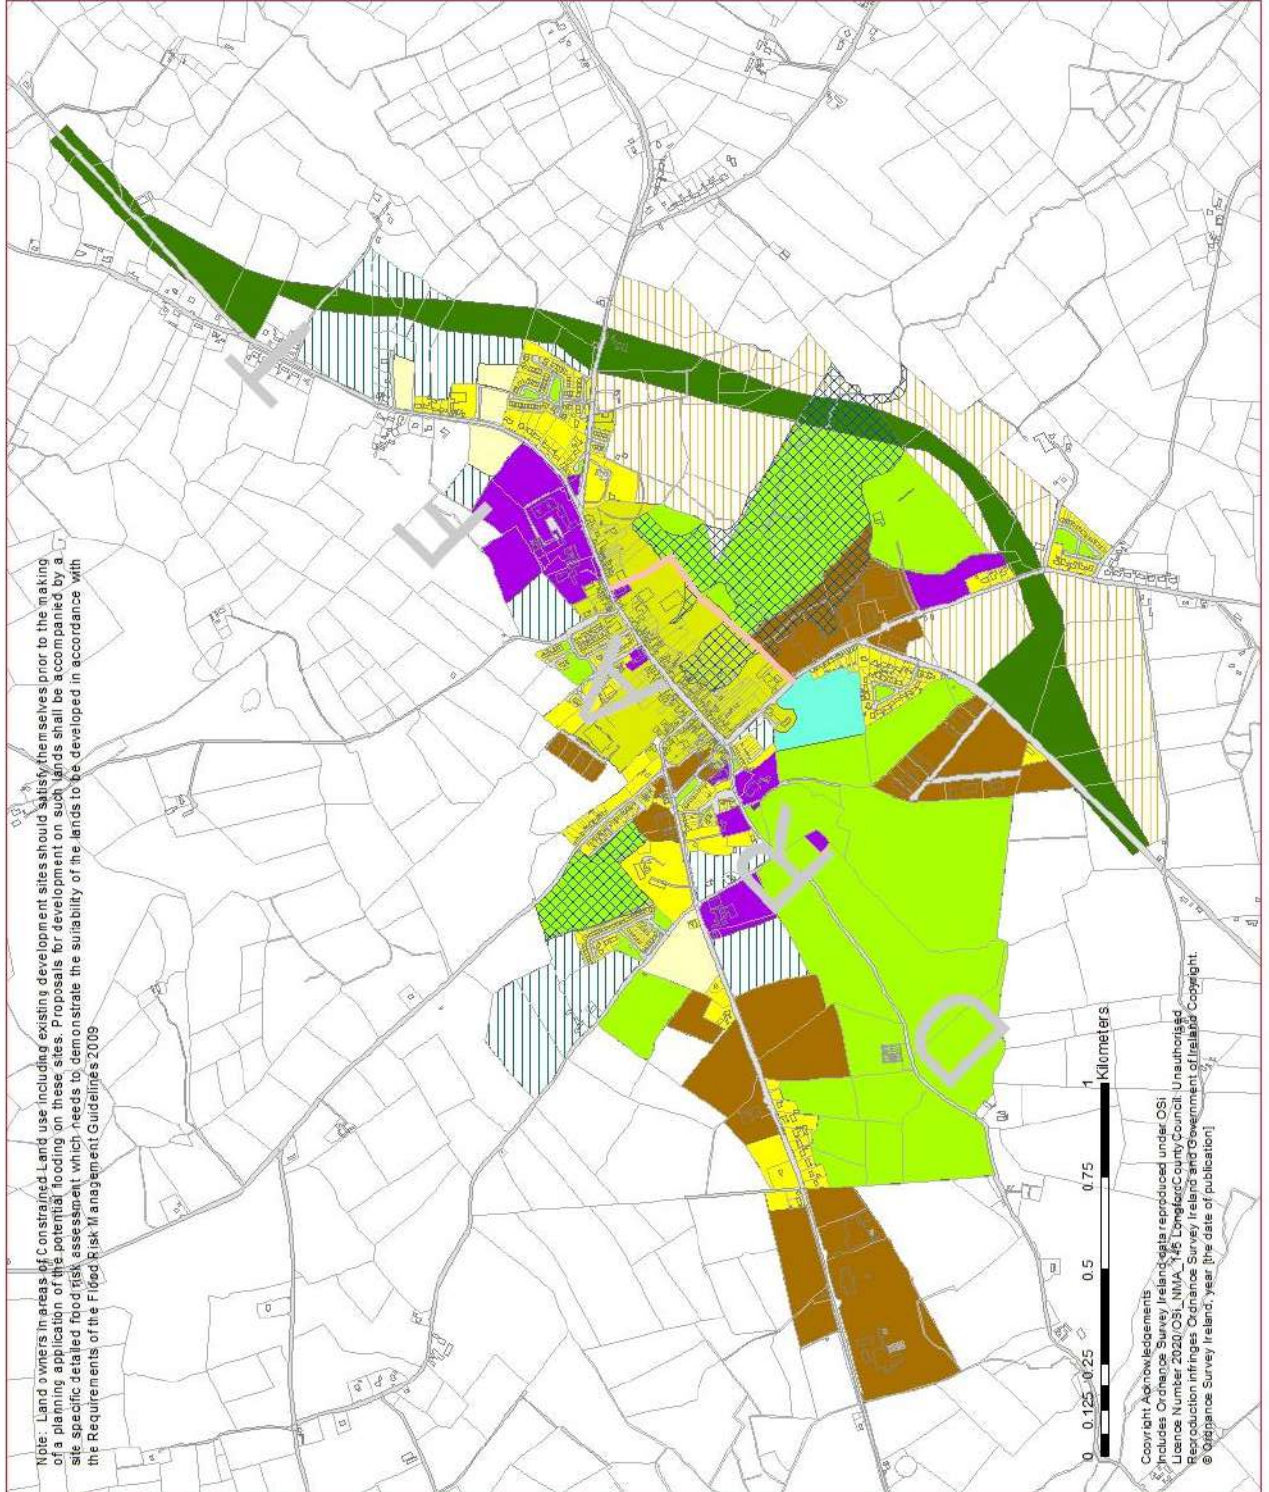 Note: Land owners in areas of Constrained Land use including existing development sites should satisfy themselves prior to the making
of a planning application of the potential flooding on these sites. Proposals for development on such lands shall be accompanied by a
site specific detailed food risk assessment which needs to demonstrate the suitability of the lands to be developed in accordance with
the Requirements of the Flood Risk Management Guidelines 2009
DRAFT
0 0.125 0.25 0.5 0.75 1
Kilometers
Copyright Acknowledgements
Includes Ordnance Survey Ireland data reproduced under OSi
Licence Number 2020/OSi_NMA_146 Longford County Council. Unauthorised
Reproduction infringes Ordnance Survey Ireland and Government of Ireland Copyright.
© Ordnance Survey Ireland, year [the date of publication]